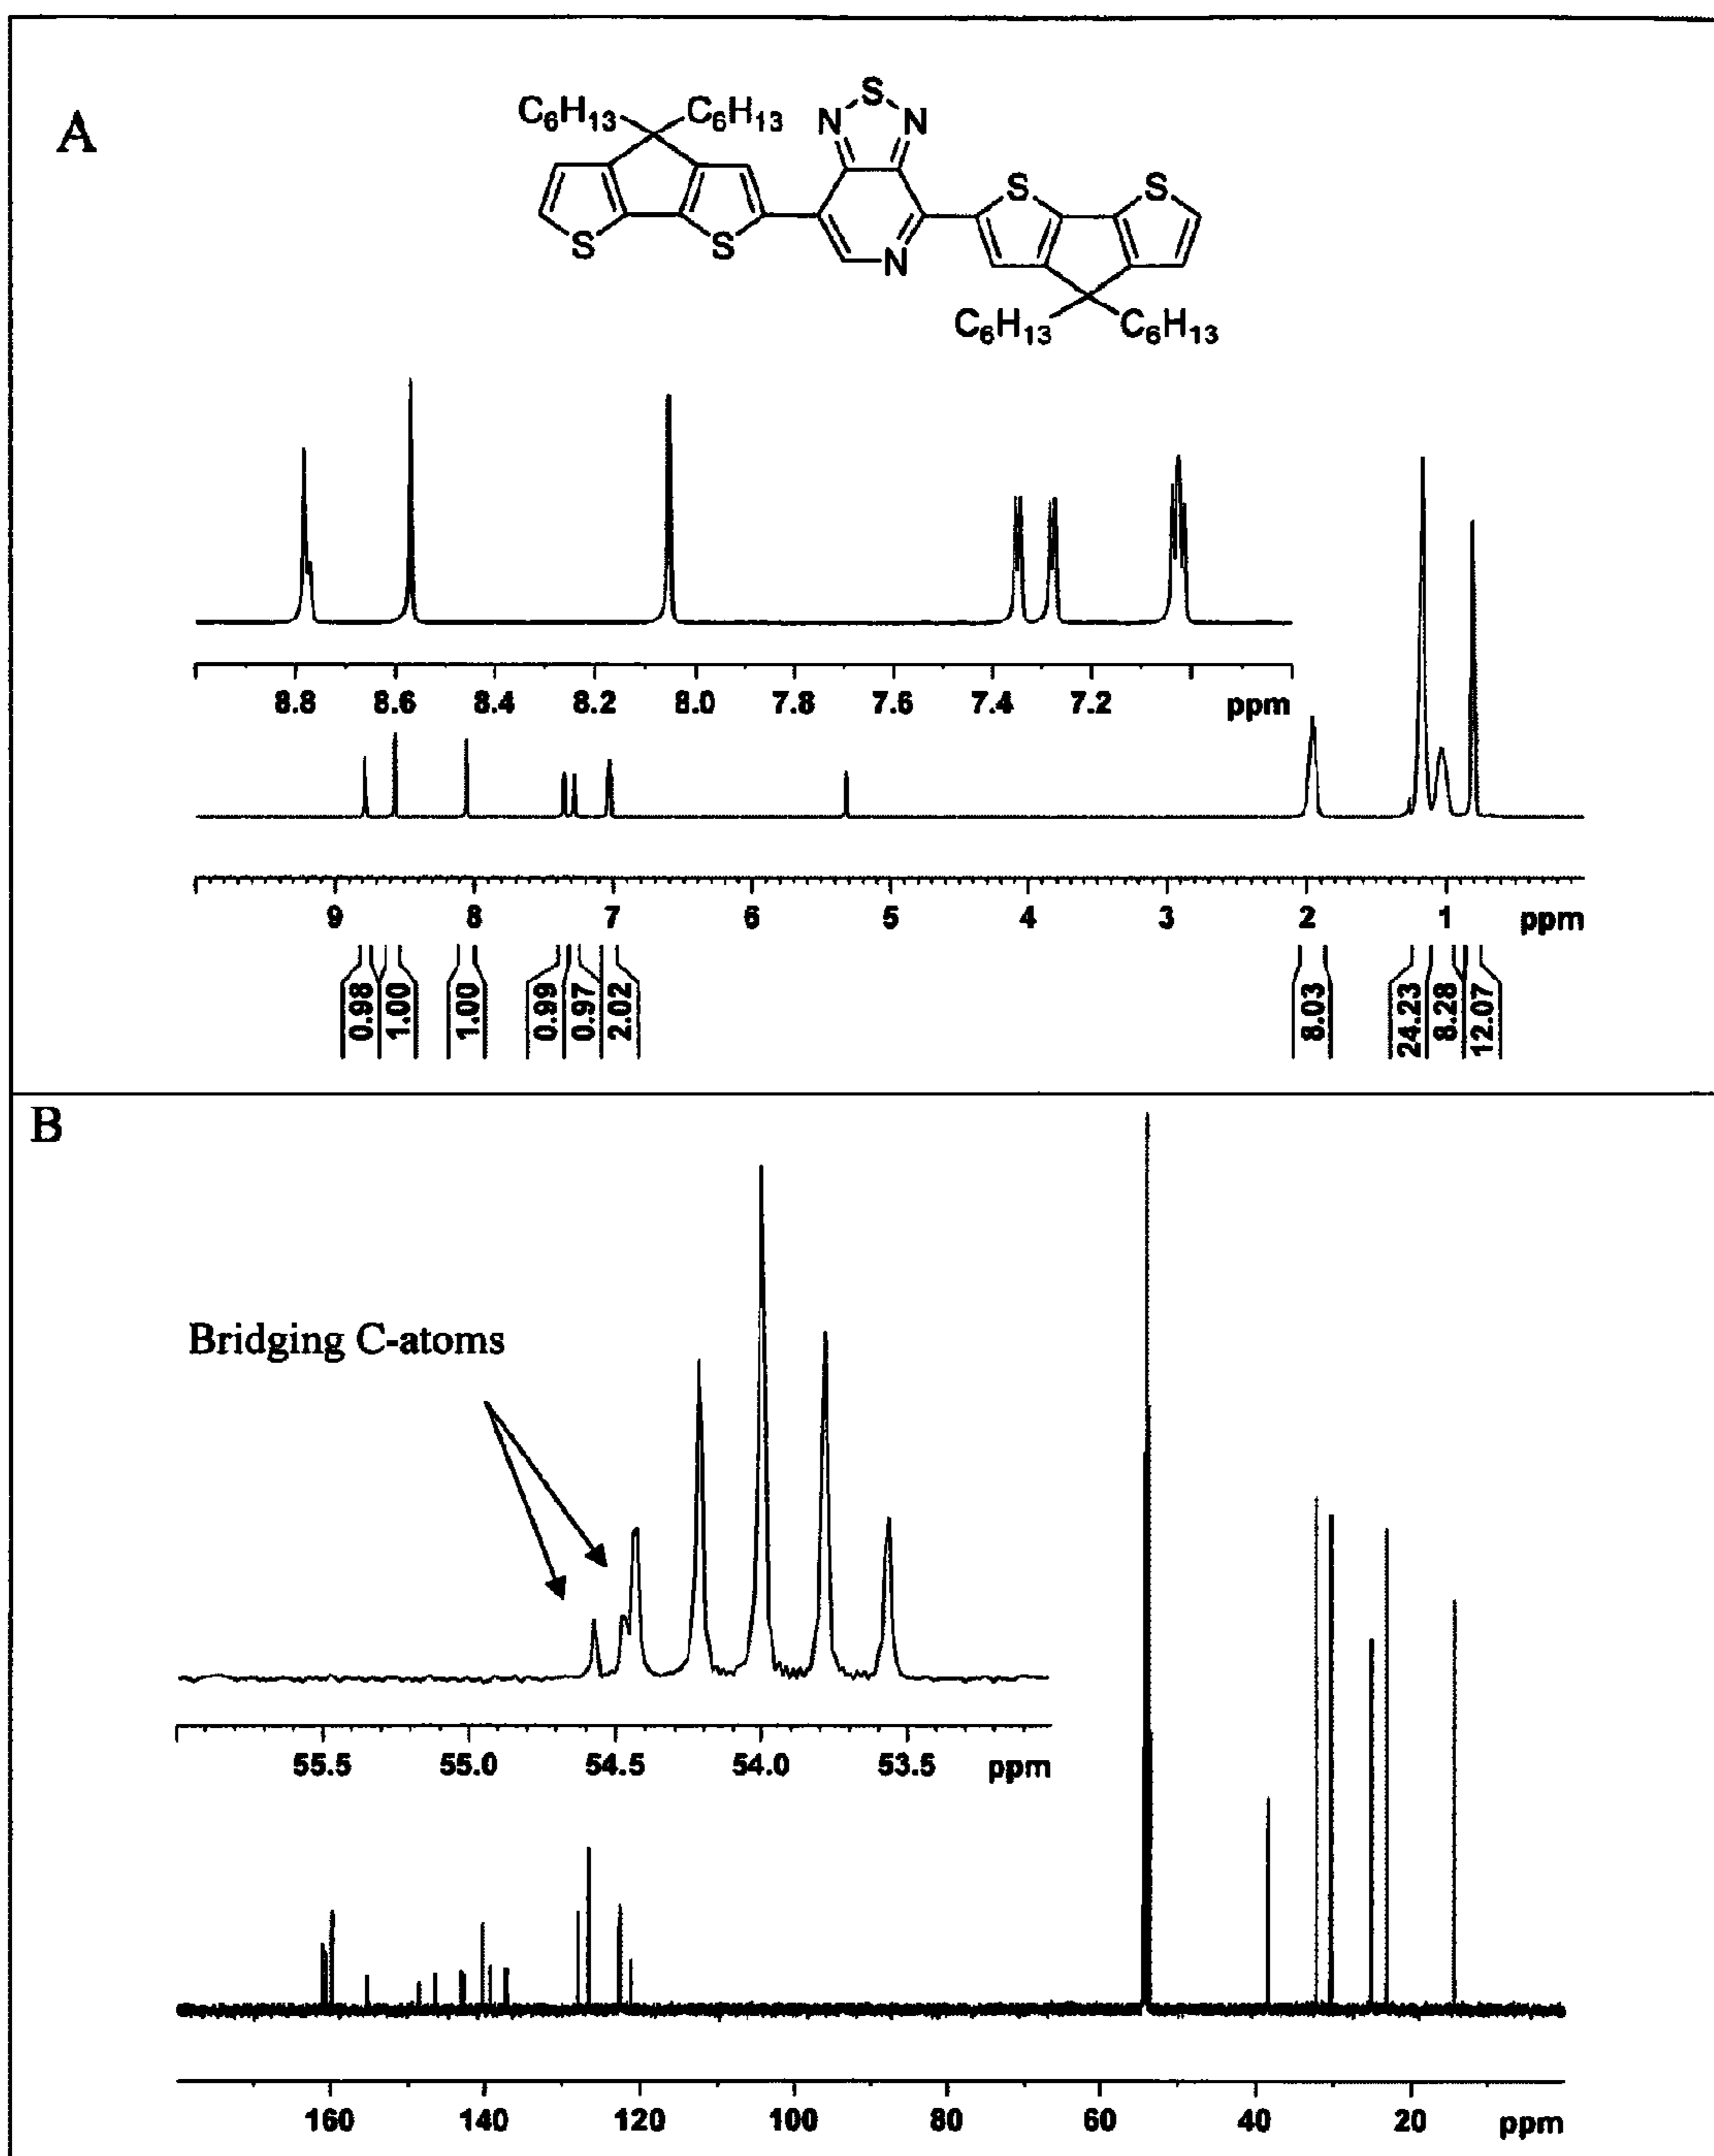 A
S
N N
C6H13 C6H13
S S
S S
N
C6H13 C6H13
8.8 8.6 8.4 8.2 8.0 7.8 7.6 7.4 7.2 ppm
9 8 7 6 5 4 3 2 1 ppm
0.98 1.00 1.00 0.99 0.97 2.02 8.03 24.23 8.28 12.07
B
Bridging C-atoms
55.5 55.0 54.5 54.0 53.5 ppm
160 140 120 100 80 60 40 20 ppm